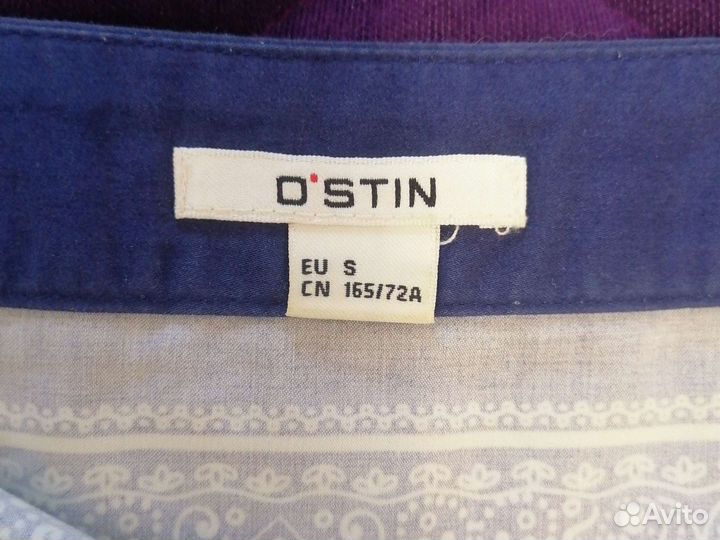 O'STIN
EU S
CN 165/72A
Avito